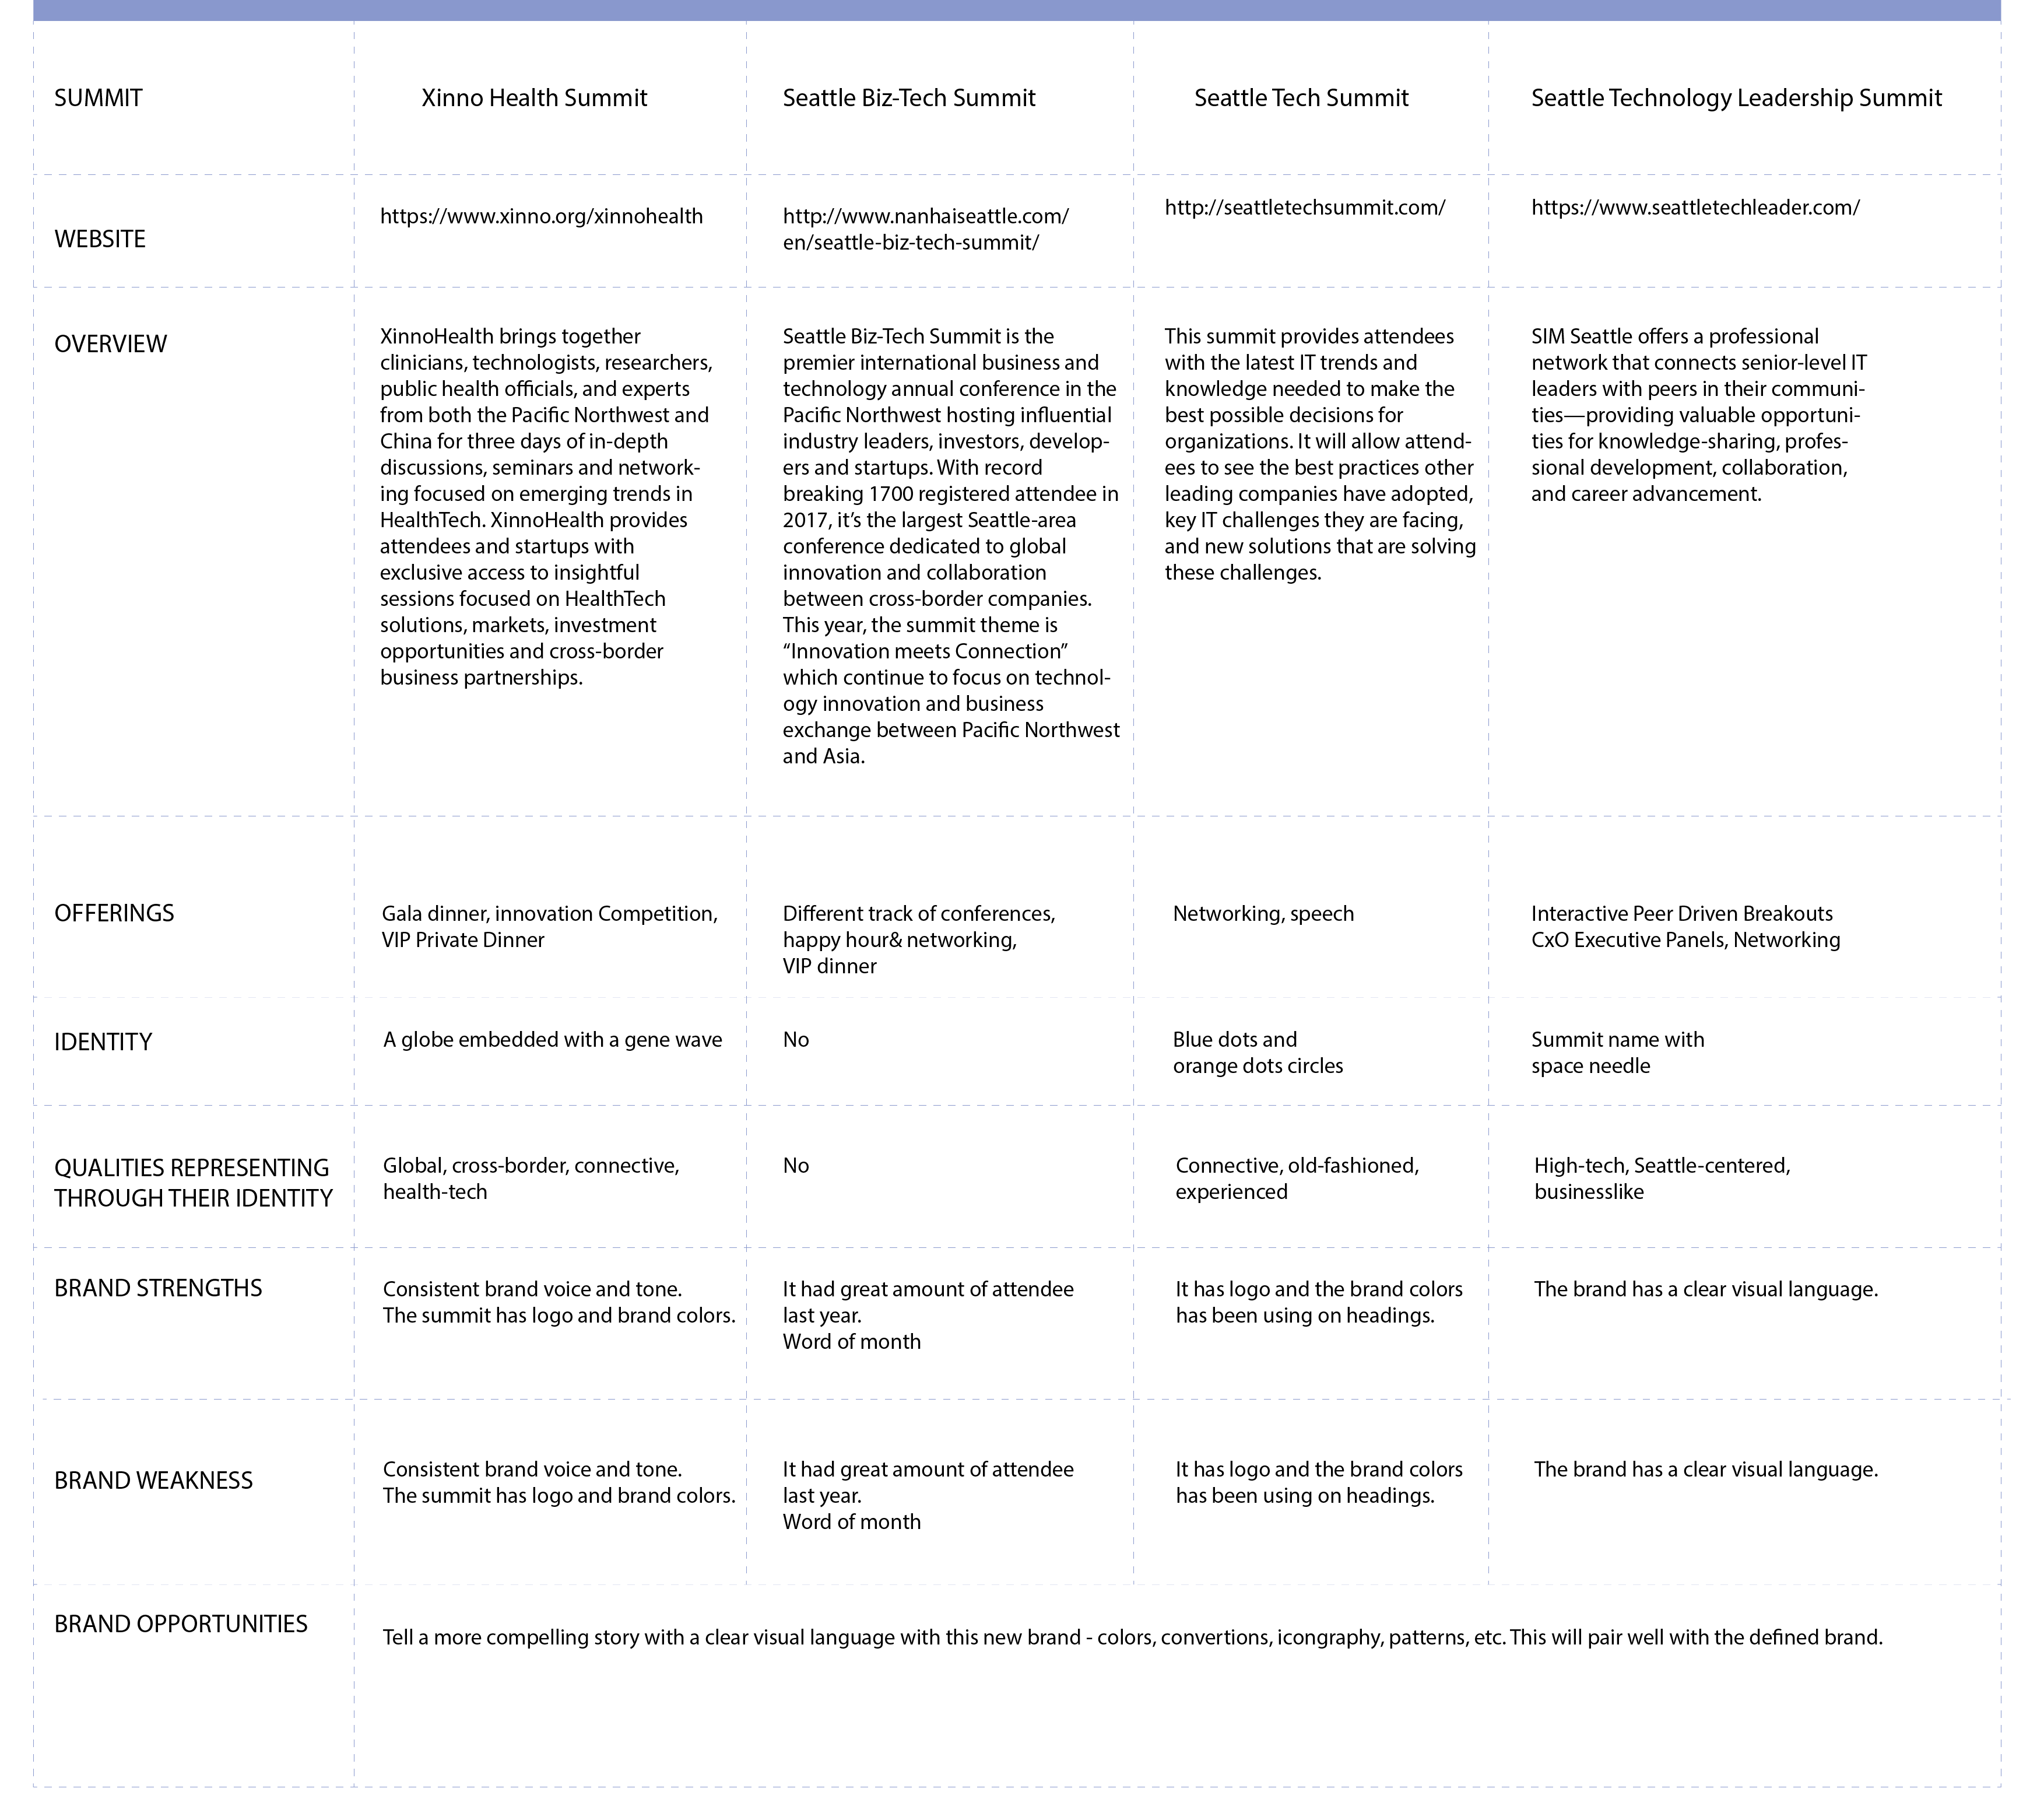 SUMMIT
Xinno Health Summit
Seattle Biz-Tech Summit
Seattle Tech Summit
Seattle Technology Leadership Summit
WEBSITE
https://www.xinno.org/xinnohealth
http://www.nanhaiseattle.com/
en/seattle-biz-tech-summit/
http://seattletechsummit.com/
https://www.seattletechleader.com/
OVERVIEW
XinnoHealth brings together
clinicians, technologists, researchers,
public health officials, and experts
from both the Pacific Northwest and
China for three days of in-depth
discussions, seminars and network-
ing focused on emerging trends in
HealthTech. XinnoHealth provides
attendees and startups with
exclusive access to insightful
sessions focused on HealthTech
solutions, markets, investment
opportunities and cross-border
business partnerships.
Seattle Biz-Tech Summit is the
premier international business and
technology annual conference in the
Pacific Northwest hosting influential
industry leaders, investors, develop-
ers and startups. With record
breaking 1700 registered attendee in
2017, it’s the largest Seattle-area
conference dedicated to global
innovation and collaboration
between cross-border companies.
This year, the summit theme is
“Innovation meets Connection”
which continue to focus on technol-
ogy innovation and business
exchange between Pacific Northwest
and Asia.
This summit provides attendees
with the latest IT trends and
knowledge needed to make the
best possible decisions for
organizations. It will allow attend-
ees to see the best practices other
leading companies have adopted,
key IT challenges they are facing,
and new solutions that are solving
these challenges.
SIM Seattle offers a professional
network that connects senior-level IT
leaders with peers in their communi-
ties—providing valuable opportuni-
ties for knowledge-sharing, profes-
sional development, collaboration,
and career advancement.
OFFERINGS
Gala dinner, innovation Competition,
VIP Private Dinner
Different track of conferences,
happy hour& networking,
VIP dinner
Networking, speech
Interactive Peer Driven Breakouts
CxO Executive Panels, Networking
IDENTITY
A globe embedded with a gene wave
No
Blue dots and
orange dots circles
Summit name with
space needle
QUALITIES REPRESENTING
THROUGH THEIR IDENTITY
Global, cross-border, connective,
health-tech
No
Connective, old-fashioned,
experienced
High-tech, Seattle-centered,
businesslike
BRAND STRENGTHS
Consistent brand voice and tone.
The summit has logo and brand colors.
It had great amount of attendee
last year.
Word of month
It has logo and the brand colors
has been using on headings.
The brand has a clear visual language.
BRAND WEAKNESS
Consistent brand voice and tone.
The summit has logo and brand colors.
It had great amount of attendee
last year.
Word of month
It has logo and the brand colors
has been using on headings.
The brand has a clear visual language.
BRAND OPPORTUNITIES
Tell a more compelling story with a clear visual language with this new brand - colors, convertions, icongraphy, patterns, etc. This will pair well with the defined brand.